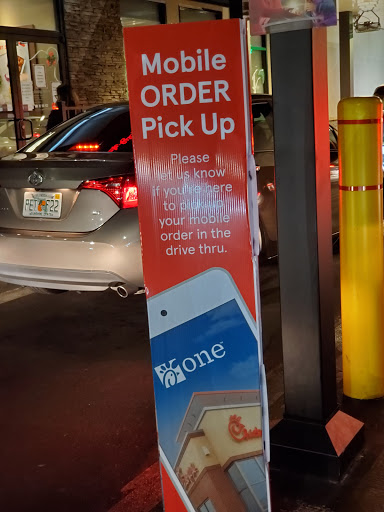 Mobile
ORDER
Pick Up
Please
let us know
if you're here
to pick up
your mobile
order in the
drive thru.
one